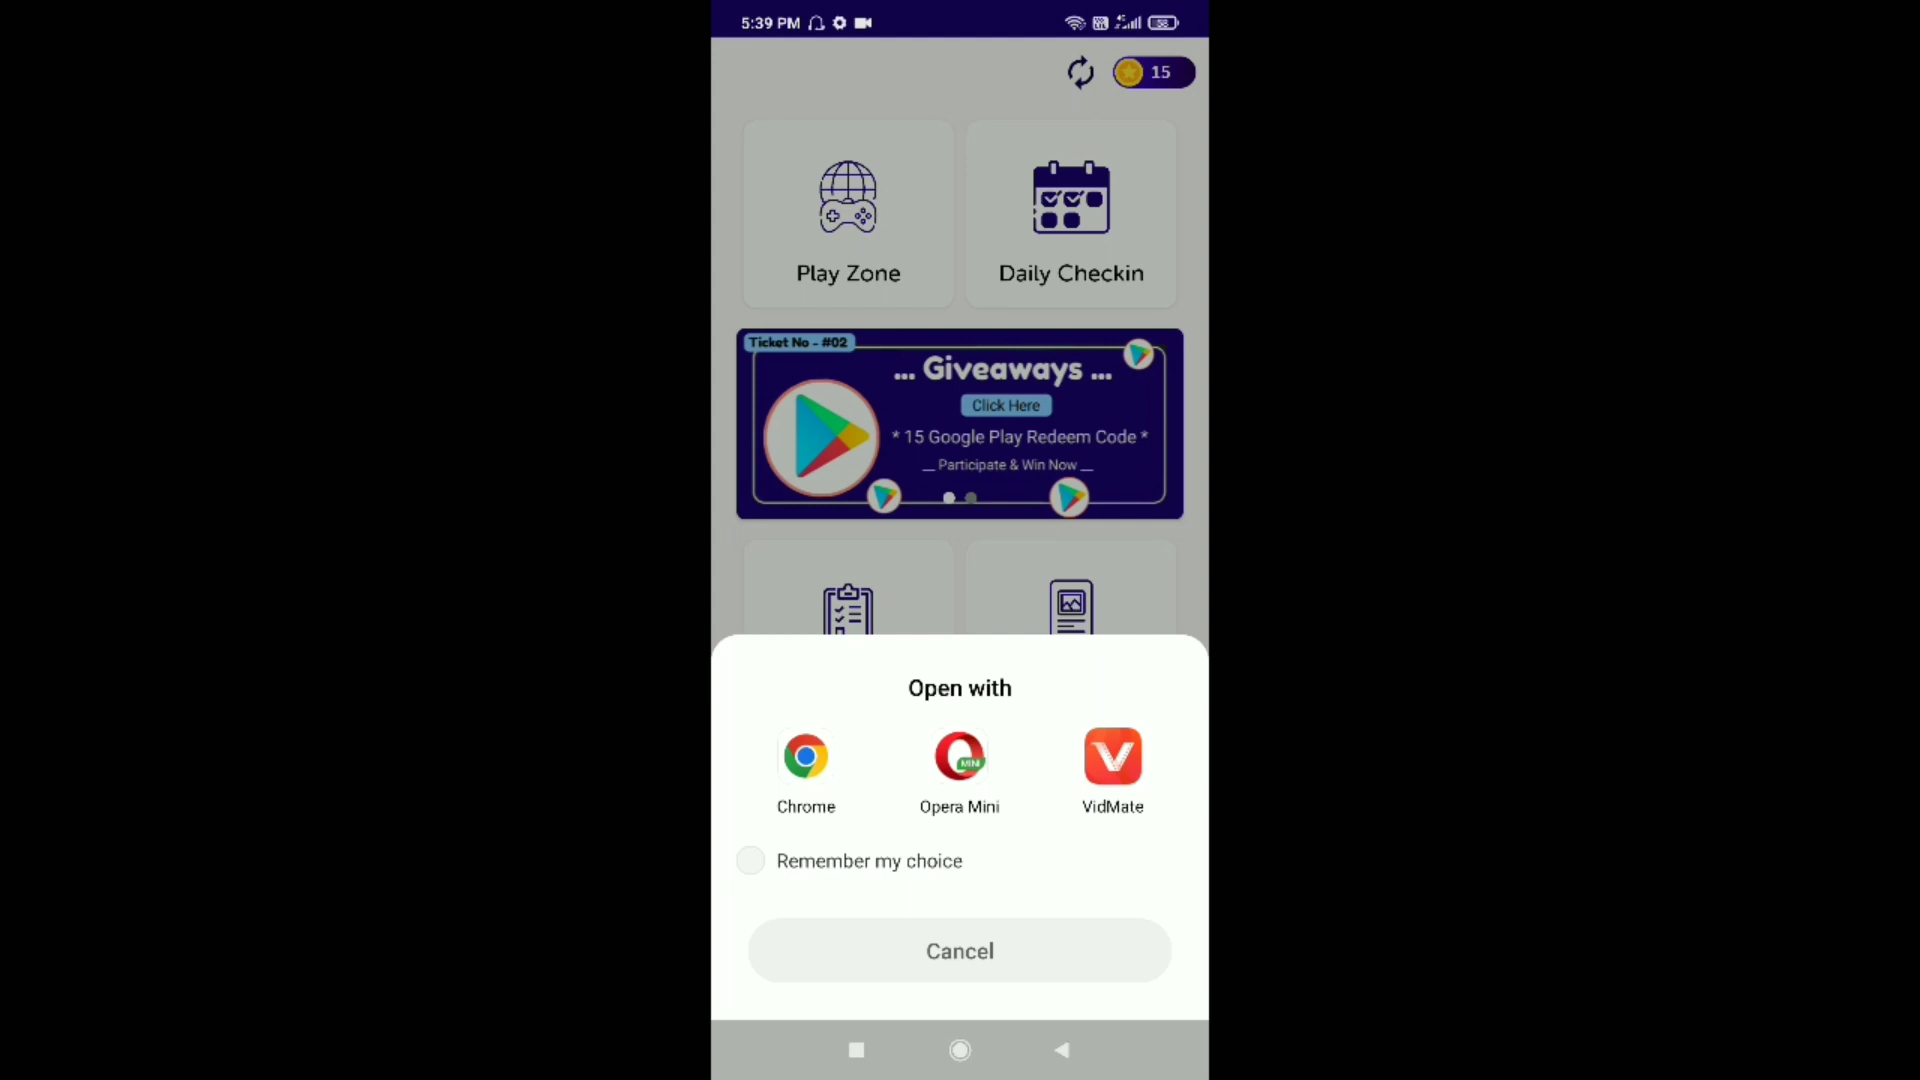 5:39 PM
15
Play Zone
Daily Checkin
Ticket No - #02
... Giveaways ...
Click Here
* 15 Google Play Redeem Code *
__ Participate & Win Now __
Open with
MINI
Chrome
Opera Mini
VidMate
Remember my choice
Cancel